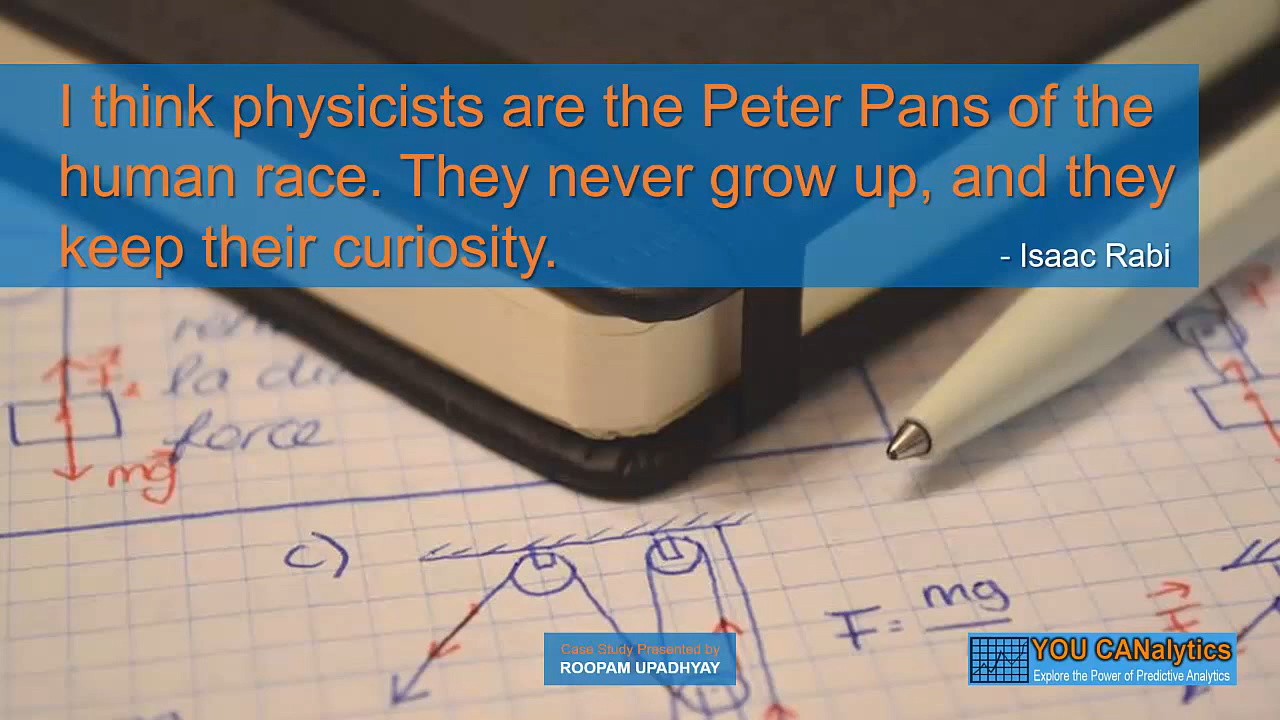 I think physicists are the Peter Pans of the
human race. They never grow up, and they
keep their curiosity.
- Isaac Rabi
la di
force
mg
c)
F = mg
Case Study Presented by
ROOPAM UPADHYAY
YOU CANalytics
Explore the Power of Predictive Analytics